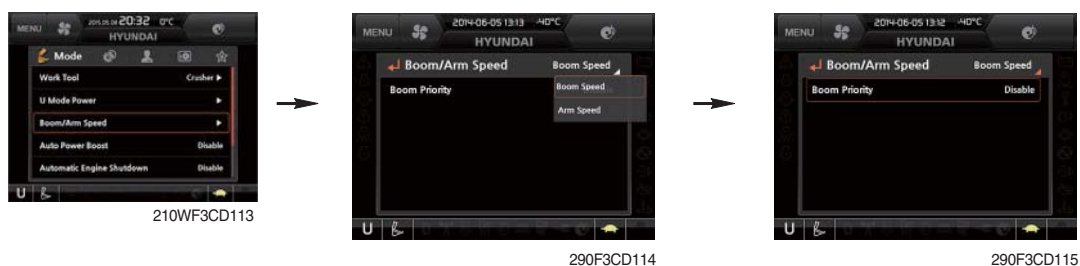 MENU
2015.05.08 20:32 0°C
HYUNDAI
Mode
Work Tool Crusher ▶
U Mode Power ▶
Boom/Arm Speed ▶
Auto Power Boost Disable
Automatic Engine Shutdown Disable
U
210WF3CD113
MENU
2014-06-05 13:13 -40°C
HYUNDAI
Boom/Arm Speed Boom Speed
Boom Priority
Boom Speed
Arm Speed
U
290F3CD114
MENU
2014-06-05 13:12 -40°C
HYUNDAI
Boom/Arm Speed Boom Speed
Boom Priority Disable
U
290F3CD115